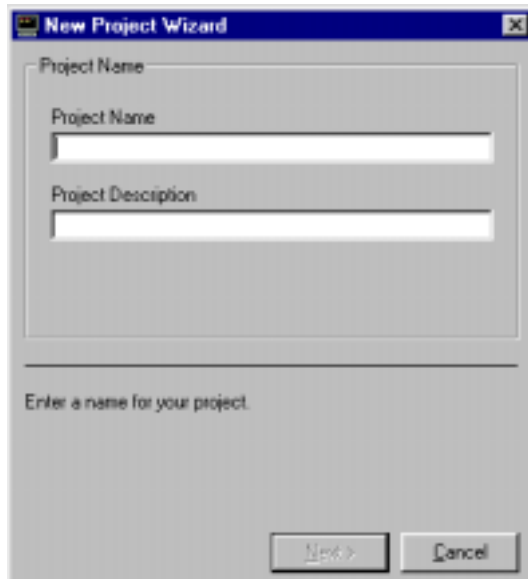 New Project Wizard
Project Name
Project Name
Project Description
Enter a name for your project.
Next >
Cancel